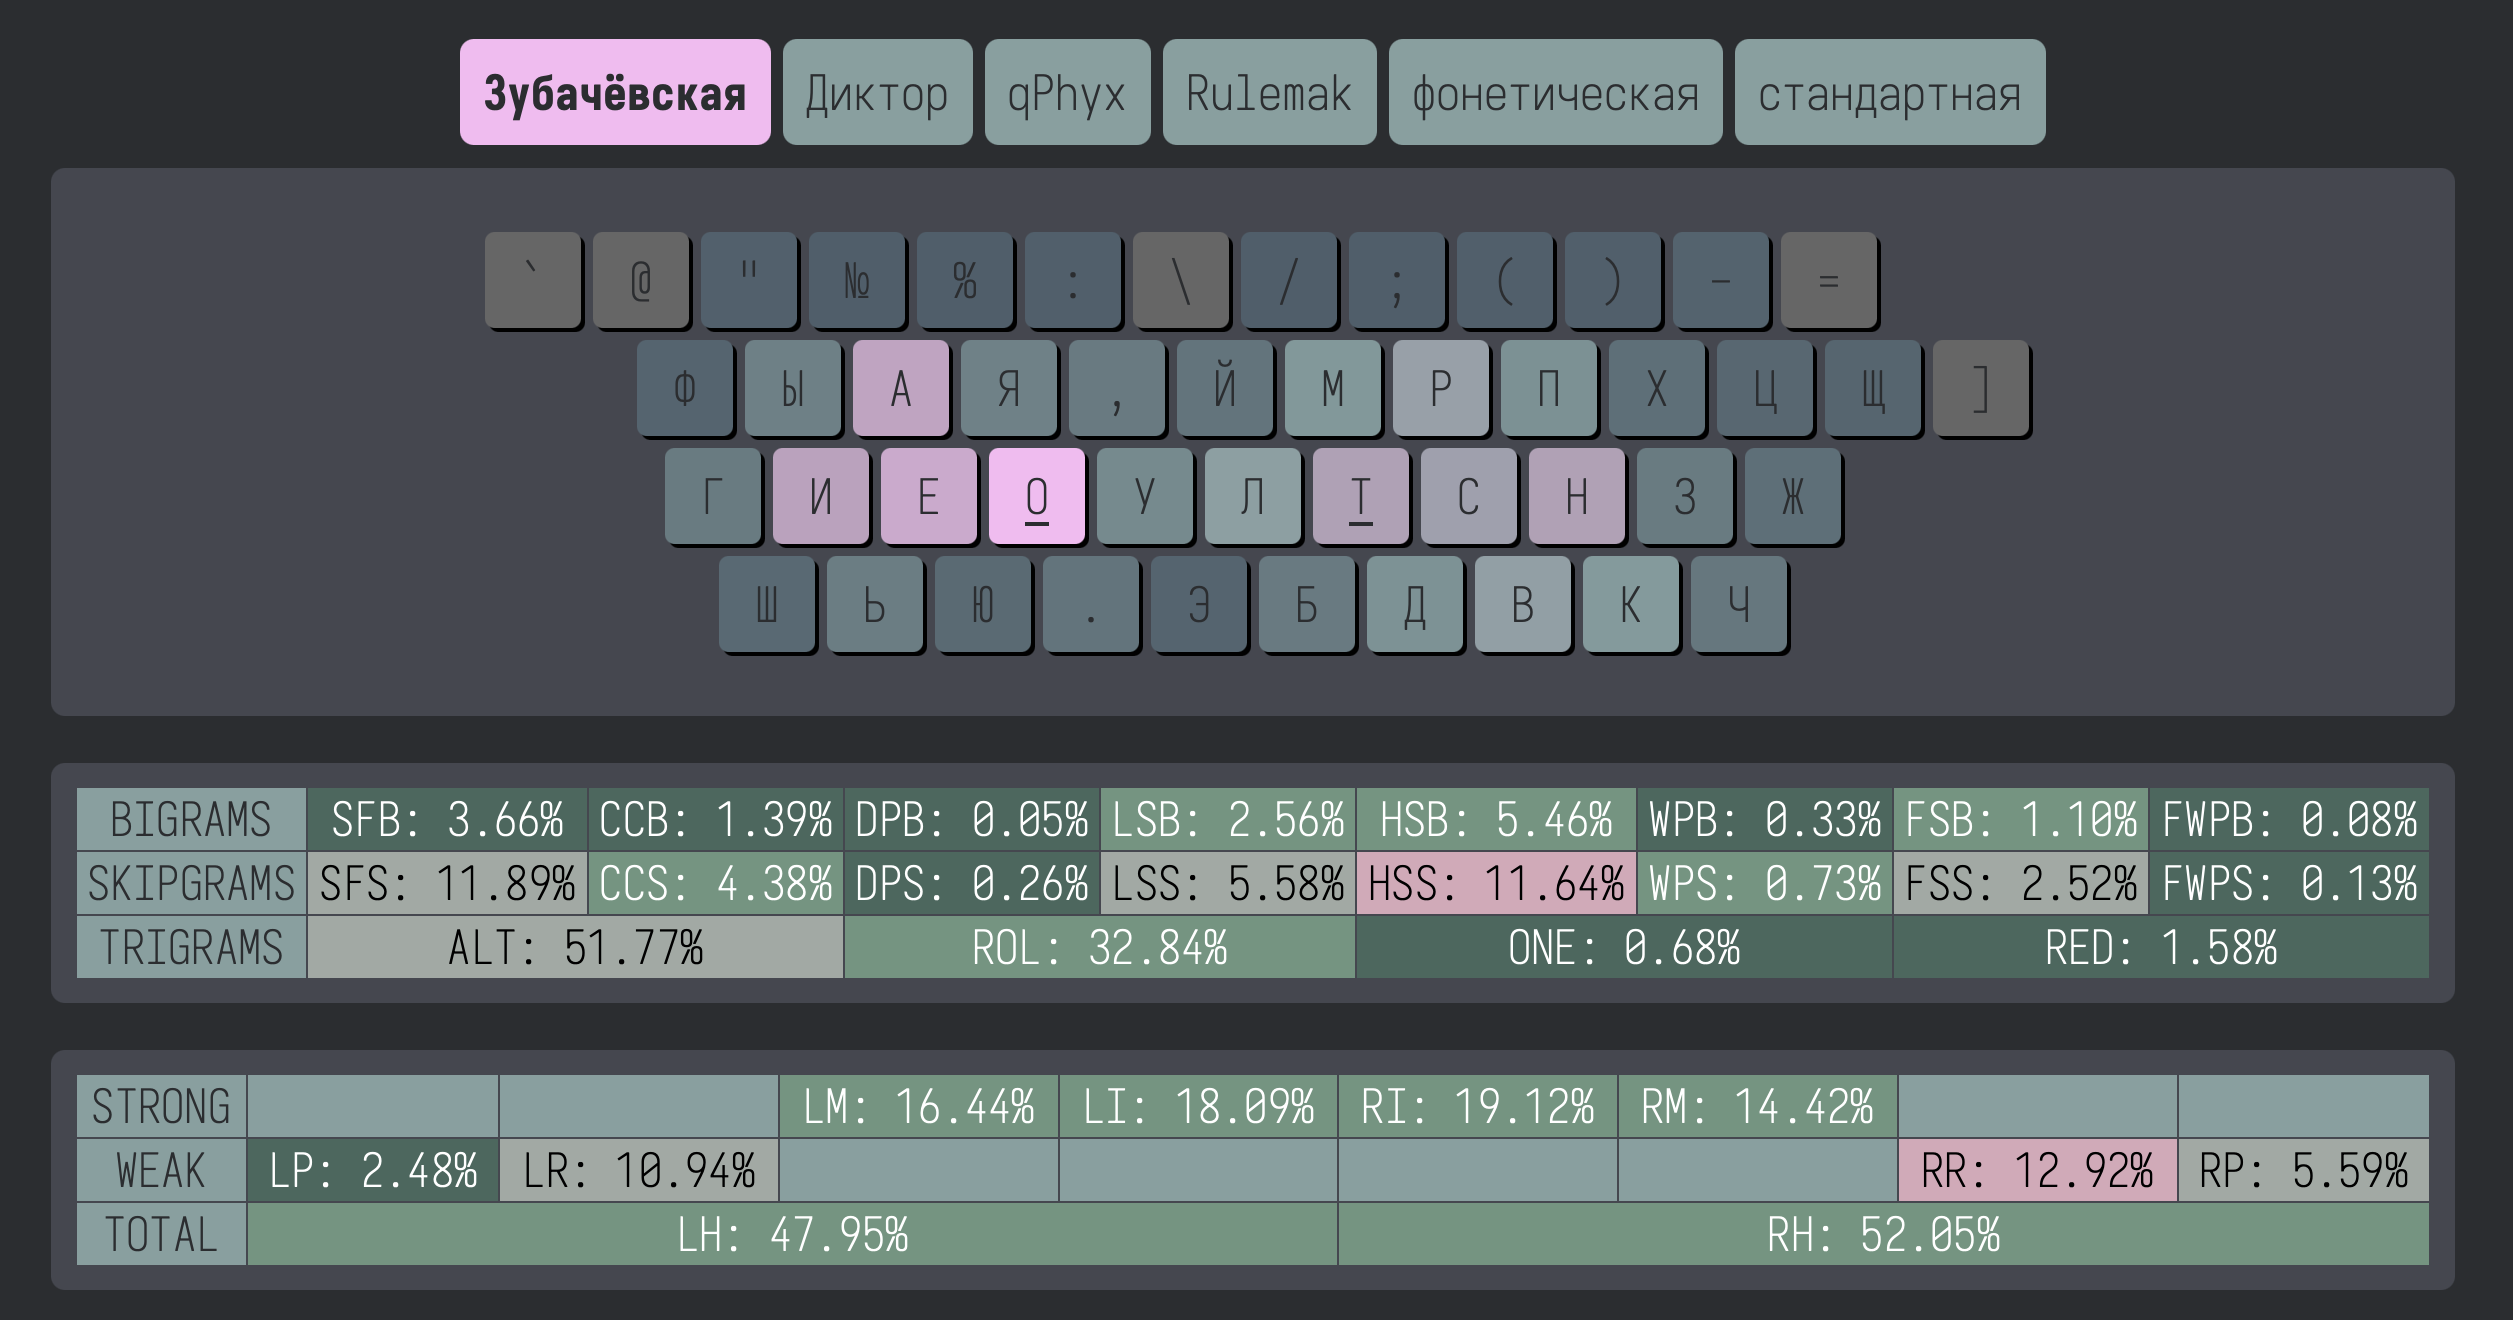 Зубачёвская Диктор qPhyx Rulemak фонетическая стандартная
` @ " № % : \ / ; ( ) - =
Ф Ы А Я , Й М Р П Х Ц Щ ]
Г И Е О У Л Т С Н З Ж
Ш Ь Ю . Э Б Д В К Ч
BIGRAMS SFB: 3.66% CCB: 1.39% DPB: 0.05% LSB: 2.56% HSB: 5.46% WPB: 0.33% FSB: 1.10% FWPB: 0.08%
SKIPGRAMS SFS: 11.89% CCS: 4.38% DPS: 0.26% LSS: 5.58% HSS: 11.64% WPS: 0.73% FSS: 2.52% FWPS: 0.13%
TRIGRAMS ALT: 51.77% ROL: 32.84% ONE: 0.68% RED: 1.58%
STRONG LM: 16.44% LI: 18.09% RI: 19.12% RM: 14.42%
WEAK LP: 2.48% LR: 10.94% RR: 12.92% RP: 5.59%
TOTAL LH: 47.95% RH: 52.05%